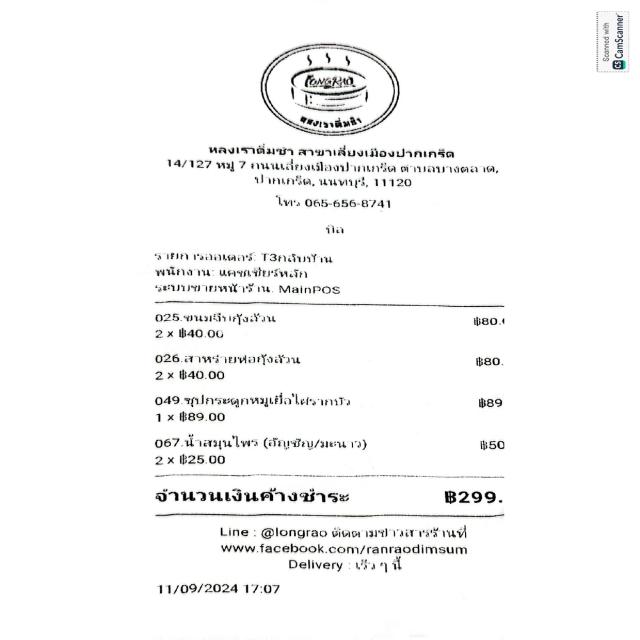 Scanned with
CS CamScanner
LONGRAO
หลงเราติ่มซำ
หลงเราติ่มซำ สาขาเลี่ยงเมืองปากเกร็ด
14/127 หมู่ 7 ถนนเลี่ยงเมืองปากเกร็ด ตำบลบางตลาด,
ปากเกร็ด, นนทบุรี, 11120
โทร 065-656-8741
บิล
รายการออเดอร์: T3กลับบ้าน
พนักงาน: แคชเชียร์หลัก
ระบบขายหน้าร้าน: MainPOS
025.ขนมจีบกุ้งล้วน ฿80.
2 x ฿40.00
026.สาหร่ายห่อกุ้งล้วน ฿80.
2 x ฿40.00
049.ซุปกระดูกหมูเยื่อไผ่รากบัว ฿89
1 x ฿89.00
067.น้ำสมุนไพร (อัญชัญ/มะนาว) ฿50
2 x ฿25.00
จำนวนเงินค้างชำระ ฿299.
Line : @longrao ติดตามข่าวสารร้านที่
www.facebook.com/ranraodimsum
Delivery : เร็ว ๆ นี้
11/09/2024 17:07